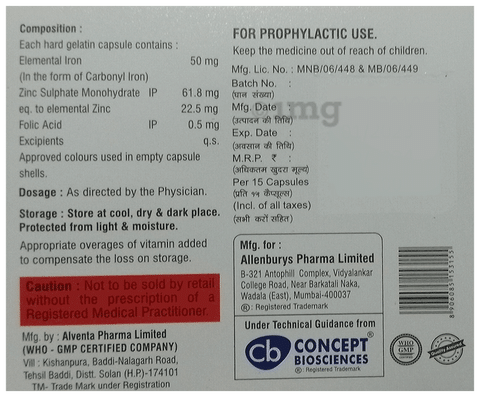 Composition :
Each hard gelatin capsule contains :
Elemental Iron 50 mg
(In the form of Carbonyl Iron)
Zinc Sulphate Monohydrate IP 61.8 mg
eq. to elemental Zinc 22.5 mg
Folic Acid IP 0.5 mg
Excipients q.s.
Approved colours used in empty capsule
shells.
Dosage : As directed by the Physician.
Storage : Store at cool, dry & dark place.
Protected from light & moisture.
Appropriate overages of vitamin added
to compensate the loss on storage.
Caution : Not to be sold by retail
without the prescription of a
Registered Medical Practitioner.
Mfg. by : Alventa Pharma Limited
(WHO - GMP CERTIFIED COMPANY)
Vill : Kishanpura, Baddi-Nalagarh Road,
Tehsil Baddi, Distt. Solan (H.P.)-174101
TM- Trade Mark under Registration
FOR PROPHYLACTIC USE.
Keep the medicine out of reach of children.
Mfg. Lic. No. : MNB/06/448 & MB/06/449
Batch No. :
(घान संख्या)
Mfg. Date :
(उत्पादन की तिथि)
Exp. Date :
(अवसान की तिथि)
M.R.P. ₹ :
(अधिकतम खुदरा मूल्य)
Per 15 Capsules
(प्रति १५ कैप्सूल्स)
(Incl. of all taxes)
(सभी करों सहित)
Mfg. for :
Allenburys Pharma Limited
B-321 Antophill Complex, Vidyalankar
College Road, Near Barkatali Naka,
Wadala (East), Mumbai-400037
® : Registered Trademark
Under Technical Guidance from
cb CONCEPT ®
BIOSCIENCES
® : Registered Trademark
WHO
GMP
Quality Assured